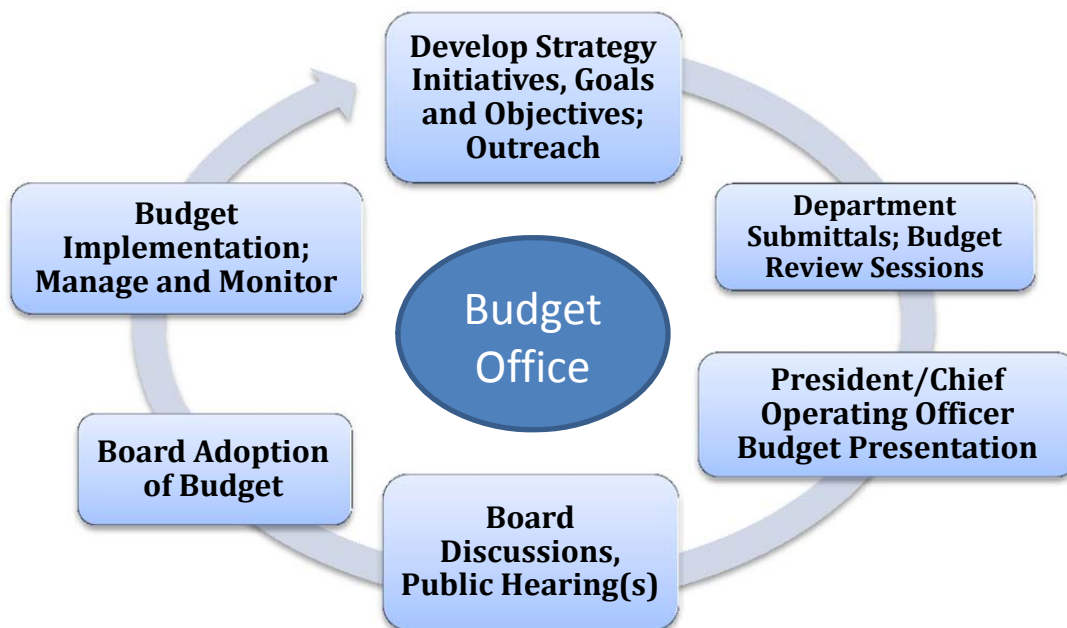 Develop Strategy
Initiatives, Goals
and Objectives;
Outreach
Department
Submittals; Budget
Review Sessions
President/Chief
Operating Officer
Budget Presentation
Board
Discussions,
Public Hearing(s)
Board Adoption
of Budget
Budget
Implementation;
Manage and Monitor
Budget
Office